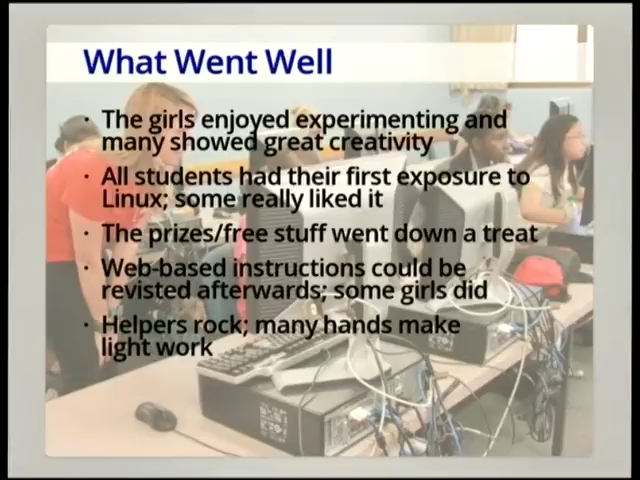 What Went Well
· The girls enjoyed experimenting and
many showed great creativity
· All students had their first exposure to
Linux; some really liked it
· The prizes/free stuff went down a treat
· Web-based instructions could be
revisted afterwards; some girls did
· Helpers rock; many hands make
light work